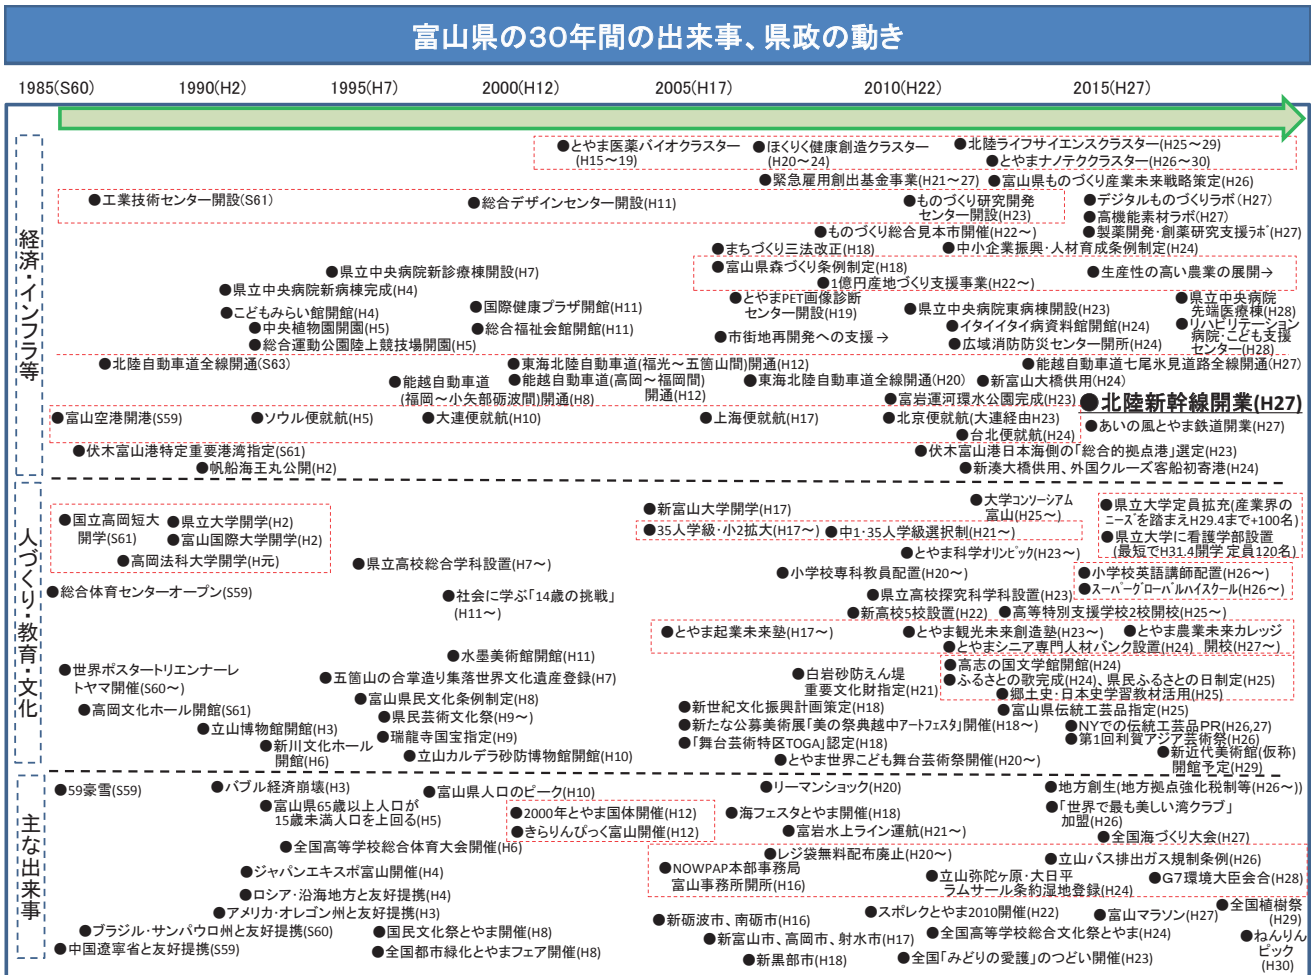 富山県の30年間の出来事、県政の動き
1985(S60) 1990(H2) 1995(H7) 2000(H12) 2005(H17) 2010(H22) 2015(H27)
経済・インフラ等
●とやま医薬バイオクラスター
(H15～19)
●ほくりく健康創造クラスター
(H20～24)
●北陸ライフサイエンスクラスター(H25～29)
●とやまナノテククラスター(H26～30)
●緊急雇用創出基金事業(H21～27)
●富山県ものづくり産業未来戦略策定(H26)
●工業技術センター開設(S61)
●総合デザインセンター開設(H11)
●ものづくり研究開発
センター開設(H23)
●デジタルものづくりラボ(H27)
●高機能素材ラボ(H27)
●製薬開発・創薬研究支援ﾗﾎﾞ(H27)
●ものづくり総合見本市開催(H22～)
●まちづくり三法改正(H18)
●中小企業振興・人材育成条例制定(H24)
●県立中央病院新診療棟開設(H7)
●富山県森づくり条例制定(H18)
●1億円産地づくり支援事業(H22～)
●生産性の高い農業の展開→
●県立中央病院新病棟完成(H4)
●こどもみらい館開館(H4)
●中央植物園開園(H5)
●総合運動公園陸上競技場開園(H5)
●国際健康プラザ開館(H11)
●総合福祉会館開館(H11)
●とやまPET画像診断
センター開設(H19)
●市街地再開発への支援→
●県立中央病院東病棟開設(H23)
●イタイイタイ病資料館開館(H24)
●広域消防防災センター開所(H24)
●県立中央病院
先端医療棟(H28)
●リハビリテーション
病院・こども支援
センター(H28)
●北陸自動車道全線開通(S63)
●東海北陸自動車道(福光～五箇山間)開通(H12)
●能越自動車道七尾氷見道路全線開通(H27)
●能越自動車道
(福岡～小矢部砺波間)開通(H8)
●能越自動車道(高岡～福岡間)
開通(H12)
●東海北陸自動車道全線開通(H20)
●新富山大橋供用(H24)
●富岩運河環水公園完成(H23)
●北陸新幹線開業(H27)
●富山空港開港(S59)
●ソウル便就航(H5)
●大連便就航(H10)
●上海便就航(H17)
●北京便就航(大連経由H23)
●台北便就航(H24)
●あいの風とやま鉄道開業(H27)
●伏木富山港特定重要港湾指定(S61)
●帆船海王丸公開(H2)
●伏木富山港日本海側の「総合的拠点港」選定(H23)
●新湊大橋供用、外国クルーズ客船初寄港(H24)
人づくり・教育・文化
●国立高岡短大
開学(S61)
●県立大学開学(H2)
●富山国際大学開学(H2)
●高岡法科大学開学(H元)
●新富山大学開学(H17)
●大学ｺﾝｿｰｼｱﾑ
富山(H25～)
●県立大学定員拡充(産業界の
ﾆｰｽﾞを踏まえH29.4まで+100名)
●県立大学に看護学部設置
(最短でH31.4開学 定員120名)
●35人学級・小2拡大(H17～)
●中1・35人学級選択制(H21～)
●とやま科学ｵﾘﾝﾋﾟｯｸ(H23～)
●県立高校総合学科設置(H7～)
●小学校専科教員配置(H20～)
●小学校英語講師配置(H26～)
●ｽｰﾊﾟｰｸﾞﾛｰﾊﾞﾙﾊｲｽｸｰﾙ(H26～)
●総合体育センターオープン(S59)
●社会に学ぶ「14歳の挑戦」
(H11～)
●県立高校探究科学科設置(H23)
●新高校5校設置(H22)
●高等特別支援学校2校開校(H25～)
●とやま起業未来塾(H17～)
●とやま観光未来創造塾(H23～)
●とやま農業未来カレッジ
開校(H27～)
●とやまシニア専門人材バンク設置(H24)
●水墨美術館開館(H11)
●世界ポスタートリエンナーレ
トヤマ開催(S60～)
●五箇山の合掌造り集落世界文化遺産登録(H7)
●白岩砂防えん堤
重要文化財指定(H21)
●高志の国文学館開館(H24)
●ふるさとの歌完成(H24)、県民ふるさとの日制定(H25)
●郷土史・日本史学習教材活用(H25)
●高岡文化ホール開館(S61)
●富山県民文化条例制定(H8)
●県民芸術文化祭(H9～)
●瑞龍寺国宝指定(H9)
●新世紀文化振興計画策定(H18)
●富山県伝統工芸品指定(H25)
●立山博物館開館(H3)
●新川文化ホール
開館(H6)
●立山カルデラ砂防博物館開館(H10)
●新たな公募美術展「美の祭典越中アートフェスタ」開催(H18～)
●「舞台芸術特区TOGA」認定(H18)
●とやま世界こども舞台芸術祭開催(H20～)
●NYでの伝統工芸品PR(H26,27)
●第1回利賀アジア芸術祭(H26)
●新近代美術館(仮称)
開館予定(H29)
主な出来事
●59豪雪(S59)
●バブル経済崩壊(H3)
●富山県65歳以上人口が
15歳未満人口を上回る(H5)
●富山県人口のピーク(H10)
●2000年とやま国体開催(H12)
●きらりんぴっく富山開催(H12)
●リーマンショック(H20)
●海フェスタとやま開催(H18)
●富岩水上ライン運航(H21～)
●地方創生(地方拠点強化税制等(H26～))
●「世界で最も美しい湾クラブ」
加盟(H26)
●全国海づくり大会(H27)
●全国高等学校総合体育大会開催(H6)
●レジ袋無料配布廃止(H20～)
●ジャパンエキスポ富山開催(H4)
●NOWPAP本部事務局
富山事務所開所(H16)
●立山バス排出ガス規制条例(H26)
●立山弥陀ヶ原・大日平
ラムサール条約湿地登録(H24)
●G7環境大臣会合(H28)
●ロシア・沿海地方と友好提携(H4)
●アメリカ・オレゴン州と友好提携(H3)
●ブラジル・サンパウロ州と友好提携(S60)
●中国遼寧省と友好提携(S59)
●国民文化祭とやま開催(H8)
●全国都市緑化とやまフェア開催(H8)
●新砺波市、南砺市(H16)
●新富山市、高岡市、射水市(H17)
●新黒部市(H18)
●スポレクとやま2010開催(H22)
●全国高等学校総合文化祭とやま(H24)
●全国「みどりの愛護」のつどい開催(H23)
●富山マラソン(H27)
●全国植樹祭
(H29)
●ねんりん
ピック
(H30)